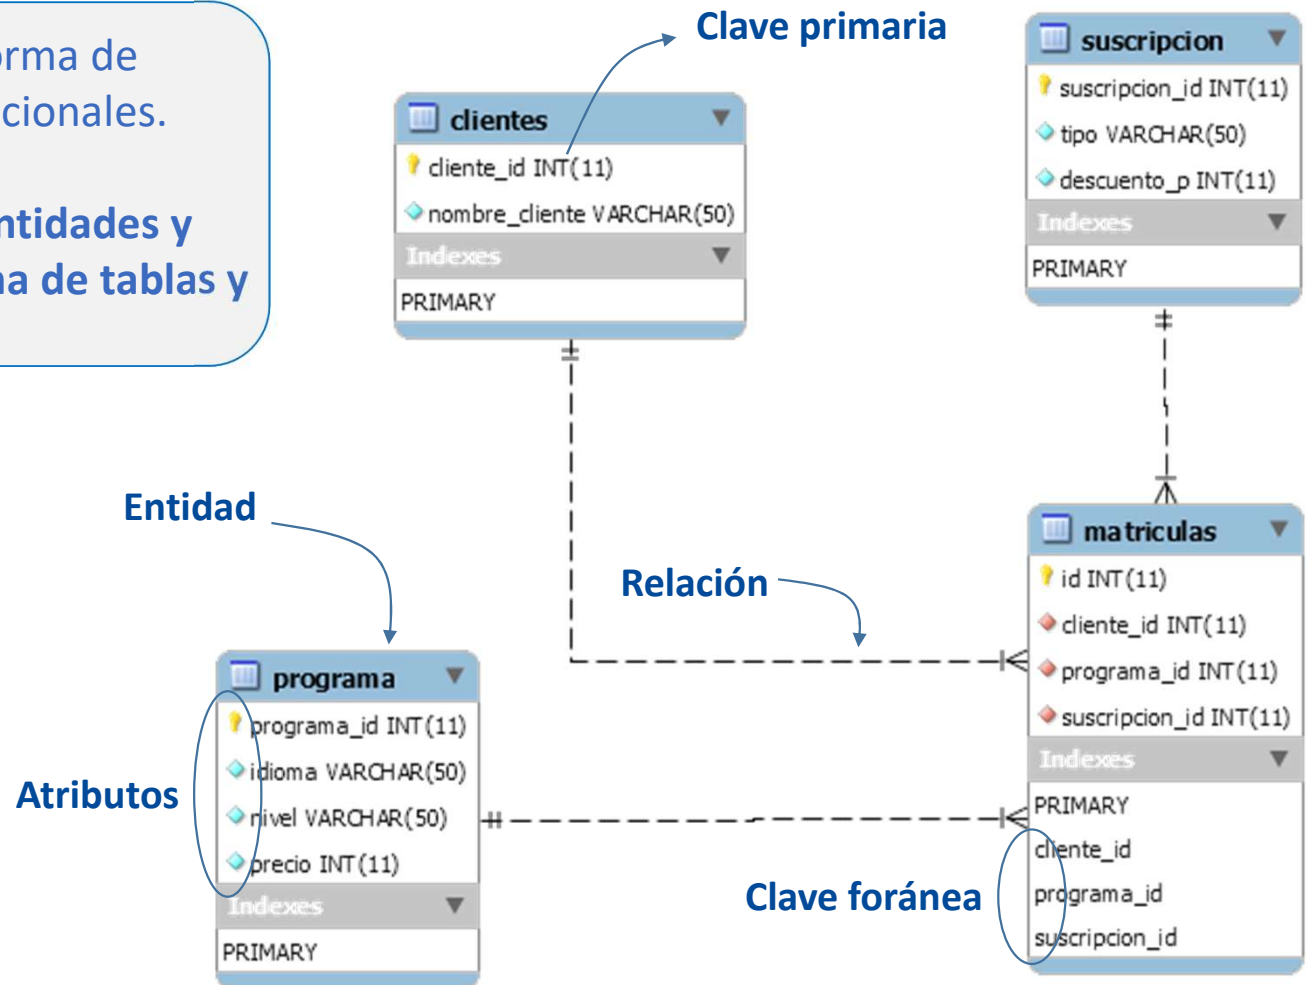 orma de
cionales.
ntidades y
na de tablas y
Clave primaria
clientes
cliente_id INT(11)
nombre_cliente VARCHAR(50)
Indexes
PRIMARY
suscripcion
suscripcion_id INT(11)
tipo VARCHAR(50)
descuento_p INT(11)
Indexes
PRIMARY
Entidad
Relación
programa
programa_id INT(11)
idioma VARCHAR(50)
nivel VARCHAR(50)
precio INT(11)
Indexes
PRIMARY
Atributos
matriculas
id INT(11)
cliente_id INT(11)
programa_id INT(11)
suscripcion_id INT(11)
Indexes
PRIMARY
cliente_id
programa_id
suscripcion_id
Clave foránea